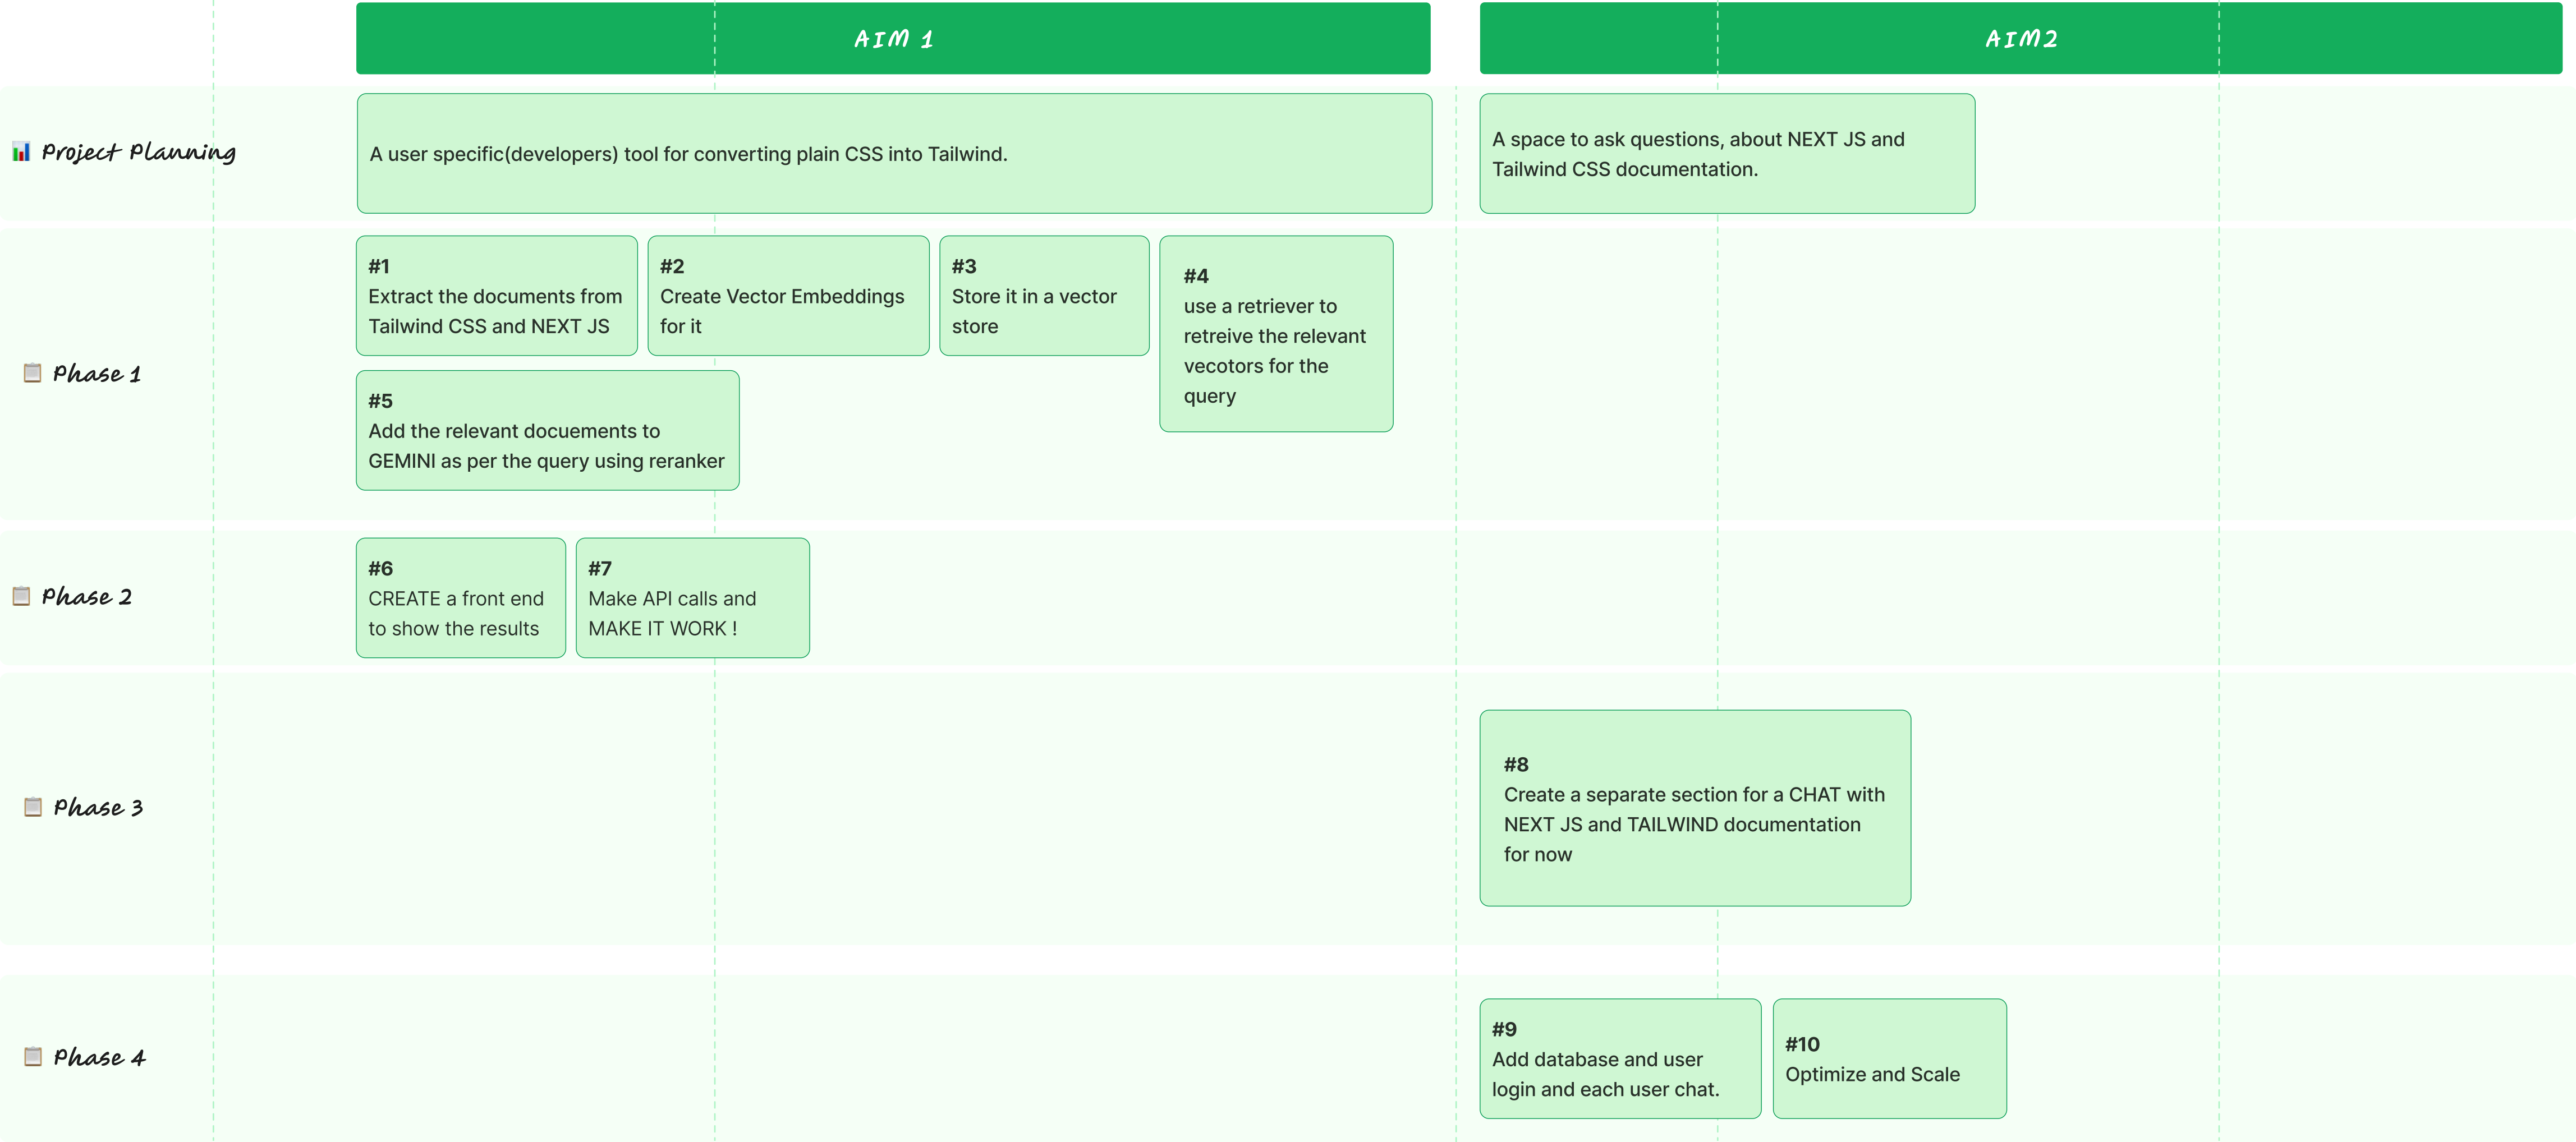 AIM 1
AIM2
Project Planning
A user specific(developers) tool for converting plain CSS into Tailwind.
A space to ask questions, about NEXT JS and
Tailwind CSS documentation.
Phase 1
#1
Extract the documents from
Tailwind CSS and NEXT JS
#2
Create Vector Embeddings
for it
#3
Store it in a vector
store
#4
use a retriever to
retreive the relevant
vecotors for the
query
#5
Add the relevant docuements to
GEMINI as per the query using reranker
Phase 2
#6
CREATE a front end
to show the results
#7
Make API calls and
MAKE IT WORK !
Phase 3
#8
Create a separate section for a CHAT with
NEXT JS and TAILWIND documentation
for now
Phase 4
#9
Add database and user
login and each user chat.
#10
Optimize and Scale